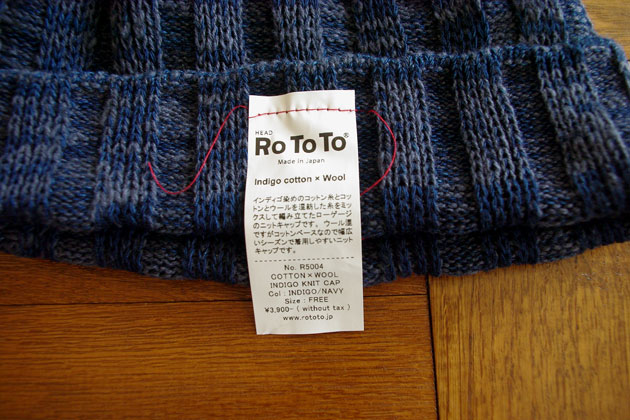 HEAD
RoToTo®
Made in Japan
Indigo cotton × Wool
インディゴ染めのコットン糸とコッ
トンとウールを混紡した糸をミッ
クスして編み立てたローゲージ
のニットキャップです。ウール混
ですがコットンベースなので幅広
いシーズンで着用しやすいニット
キャップです。
No. R5004
COTTON×WOOL
INDIGO KNIT CAP
Col : INDIGO/NAVY
Size : FREE
¥3,900- ( without tax )
www.rototo.jp